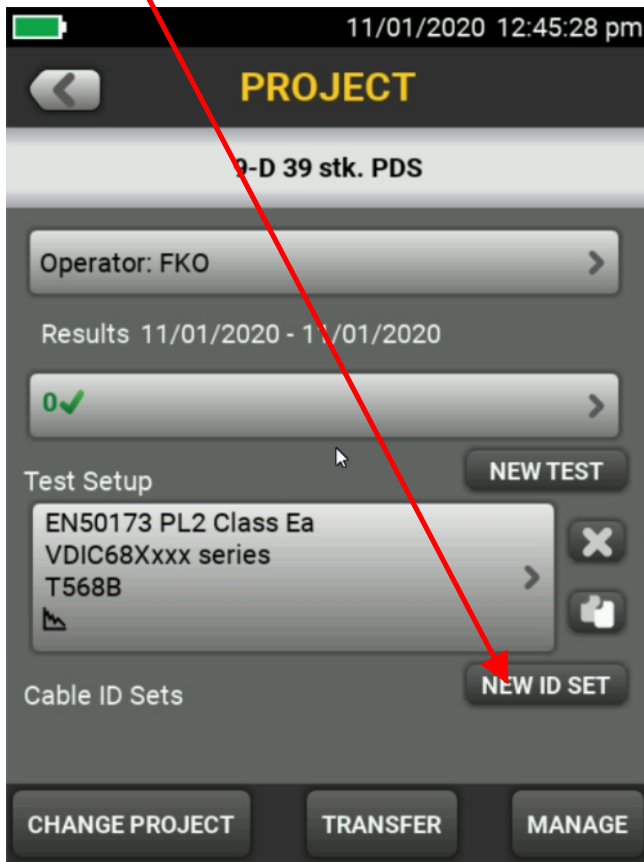 11/01/2020 12:45:28 pm
PROJECT
9-D 39 stk. PDS
Operator: FKO
Results 11/01/2020 - 11/01/2020
0
NEW TEST
Test Setup
EN50173 PL2 Class Ea
VDIC68Xxxx series
T568B
NEW ID SET
Cable ID Sets
CHANGE PROJECT TRANSFER MANAGE